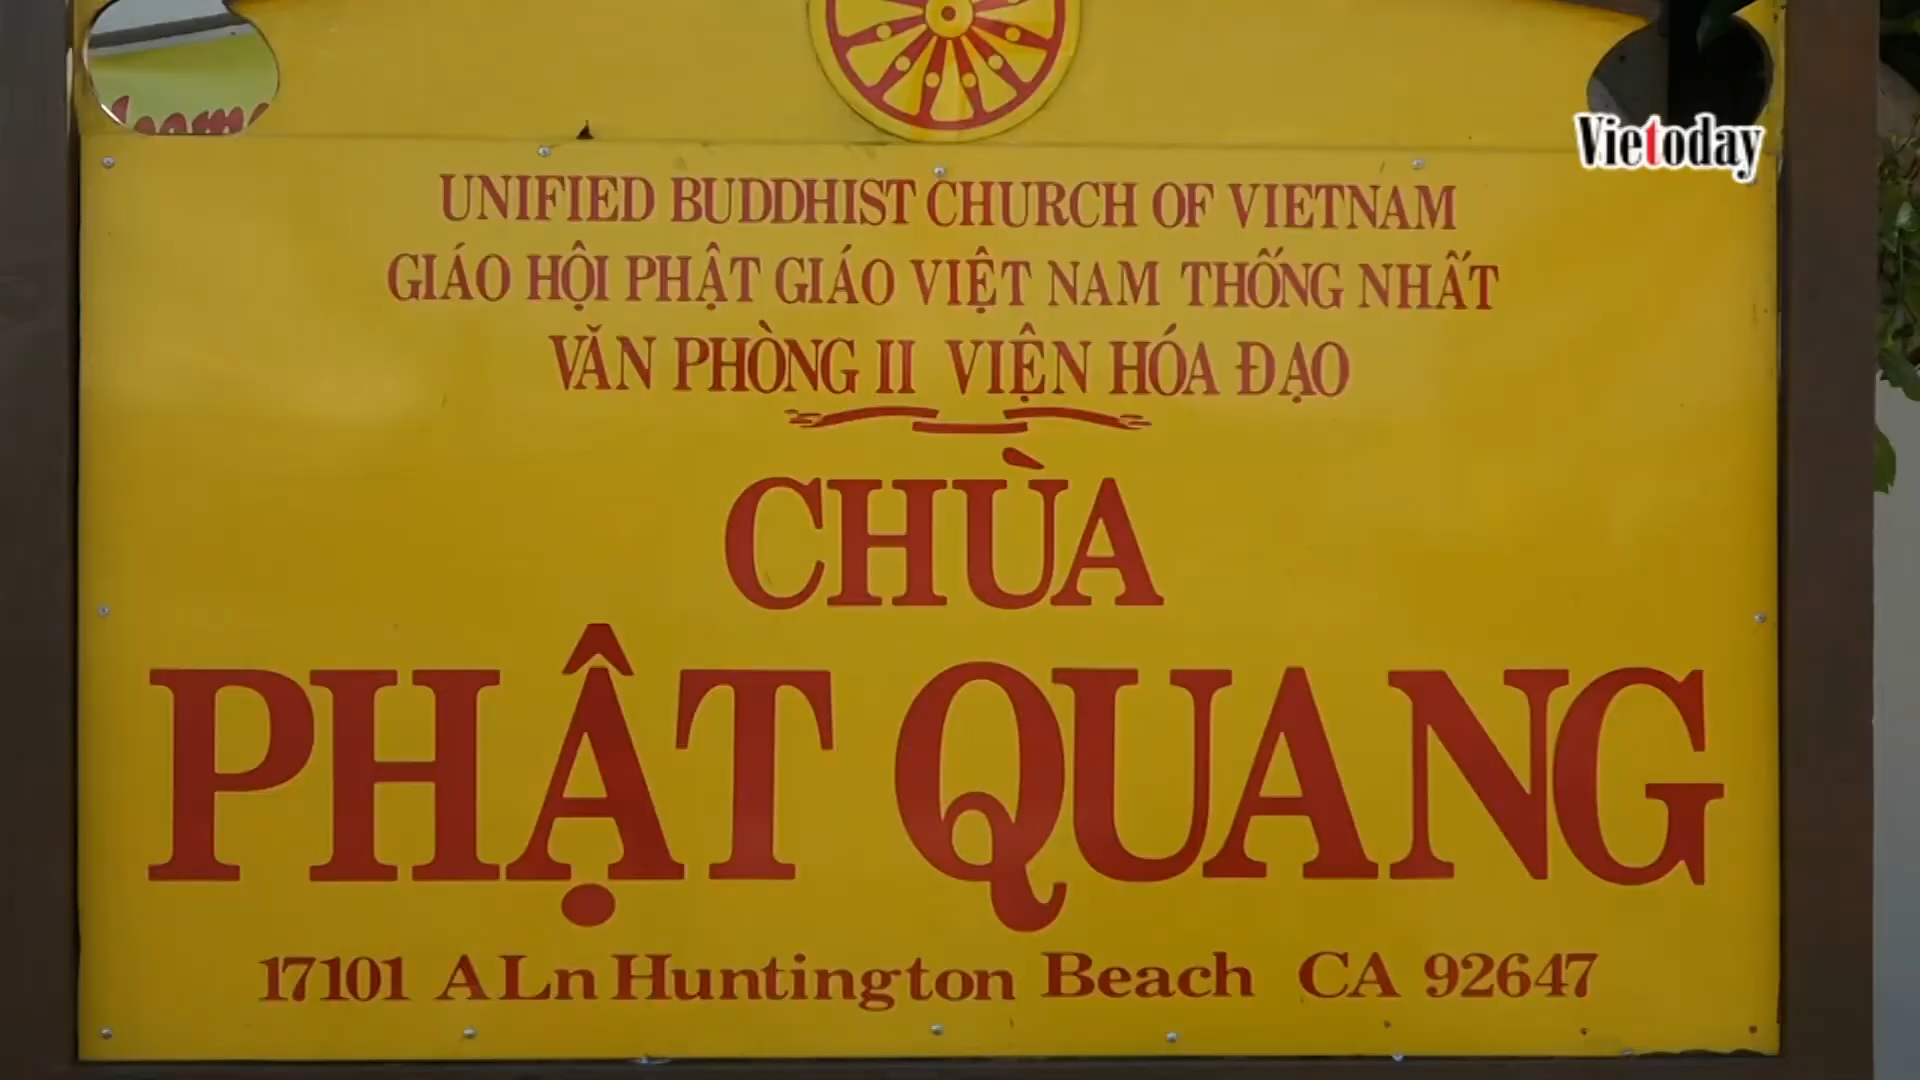 Vietoday
UNIFIED BUDDHIST CHURCH OF VIETNAM
GIÁO HỘI PHẬT GIÁO VIỆT NAM THỐNG NHẤT
VĂN PHÒNG II VIỆN HÓA ĐẠO
CHÙA
PHẬT QUANG
17101 A Ln Huntington Beach CA 92647